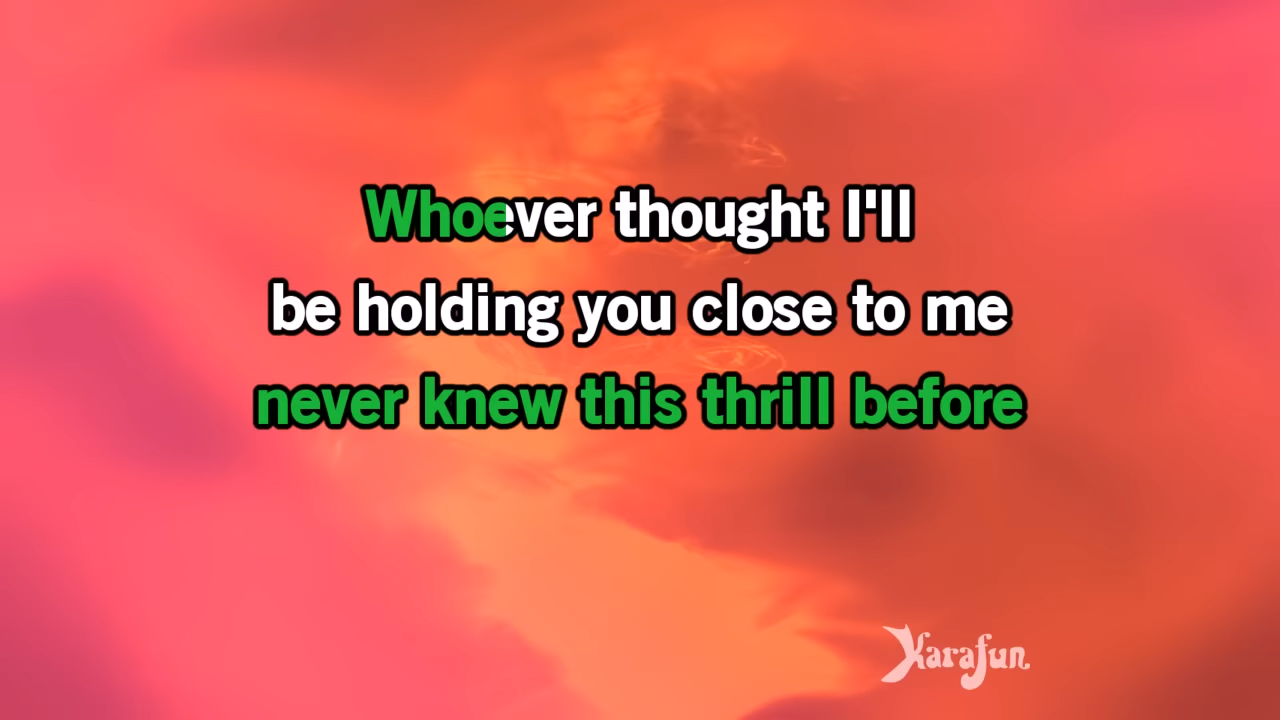 Whoever thought I'll
be holding you close to me
never knew this thrill before
Karafun